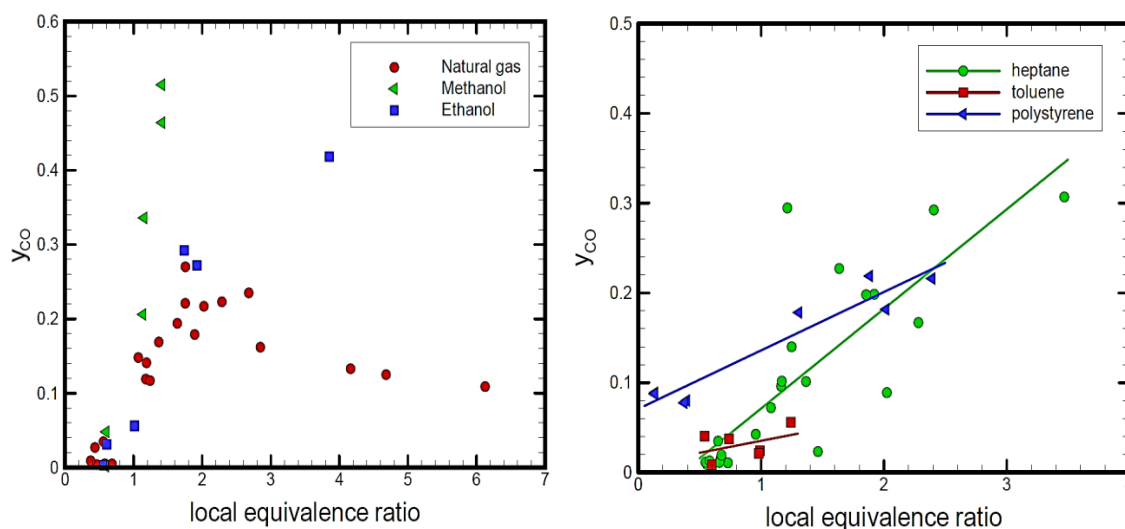 0.6
0.5
0.4
0.3
0.2
0.1
0
yCO
0 1 2 3 4 5 6 7
local equivalence ratio
Natural gas
Methanol
Ethanol
0.5
0.4
0.3
0.2
0.1
0
yCO
0 1 2 3
local equivalence ratio
heptane
toluene
polystyrene